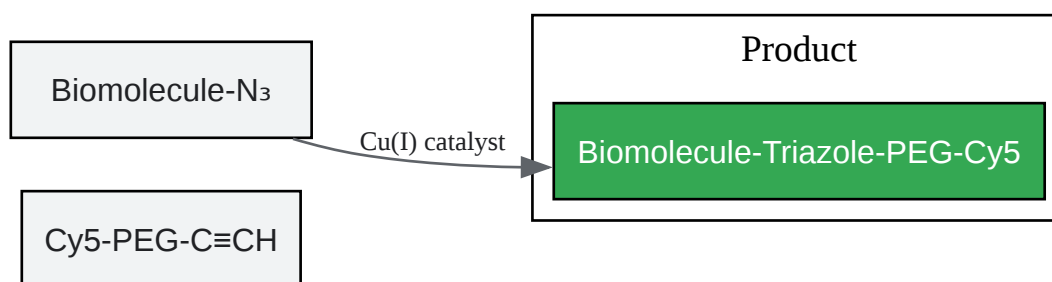 Product
Biomolecule-N₃
Cu(I) catalyst
Biomolecule-Triazole-PEG-Cy5
Cy5-PEG-C≡CH